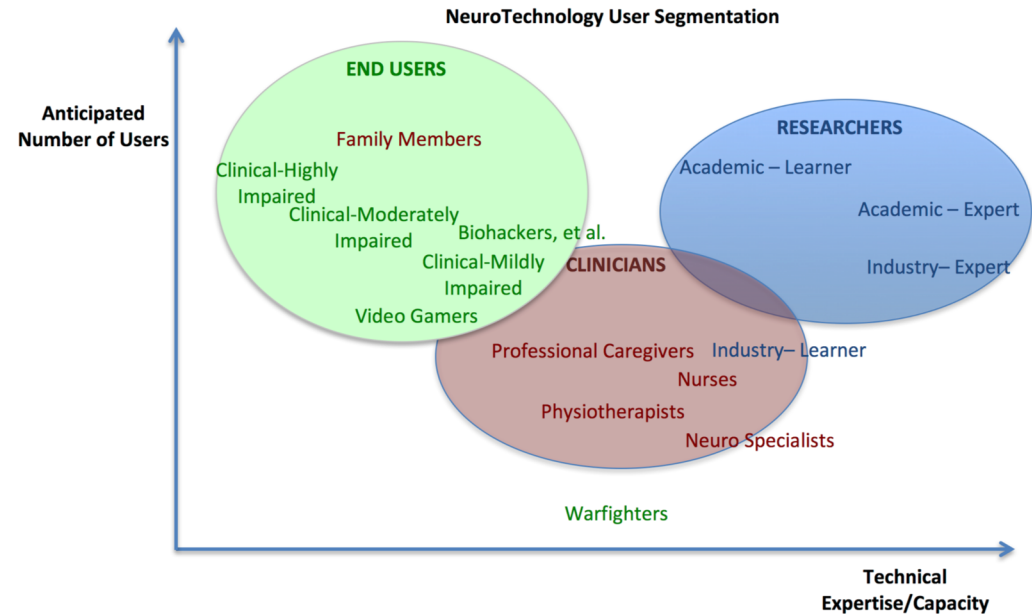 NeuroTechnology User Segmentation
Anticipated
Number of Users
END USERS
Family Members
Clinical-Highly
Impaired
Clinical-Moderately
Impaired
Biohackers, et al.
Clinical-Mildly
Impaired
Video Gamers
RESEARCHERS
Academic – Learner
Academic – Expert
Industry– Expert
CLINICIANS
Professional Caregivers
Industry– Learner
Nurses
Physiotherapists
Neuro Specialists
Warfighters
Technical
Expertise/Capacity